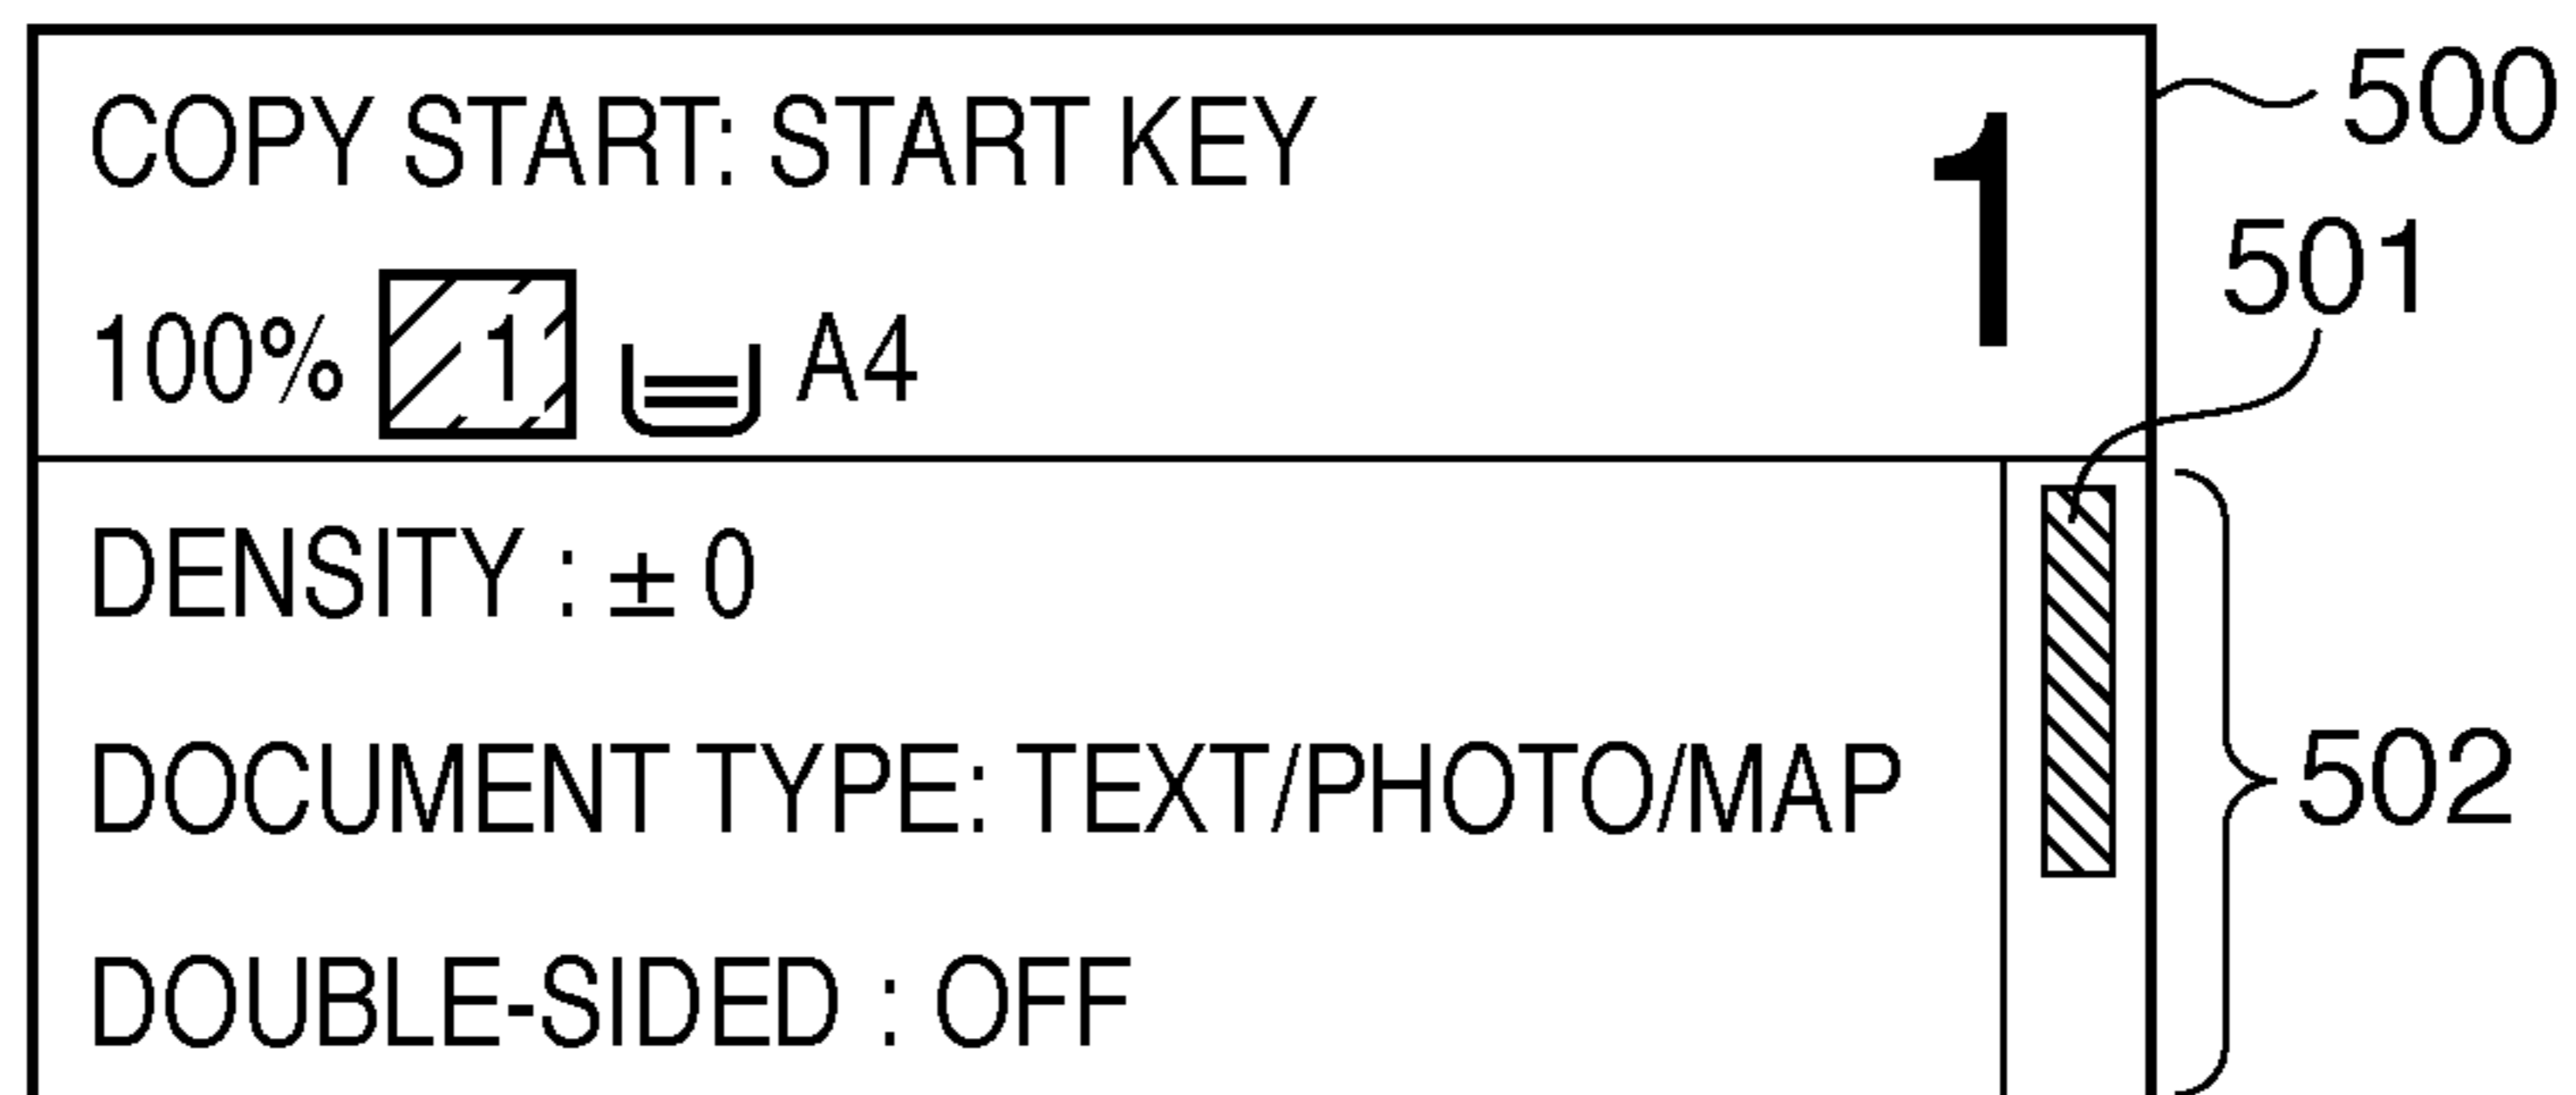 COPY START: START KEY 1 500
501
100% 1 A4
DENSITY : ± 0
DOCUMENT TYPE: TEXT/PHOTO/MAP 502
DOUBLE-SIDED : OFF